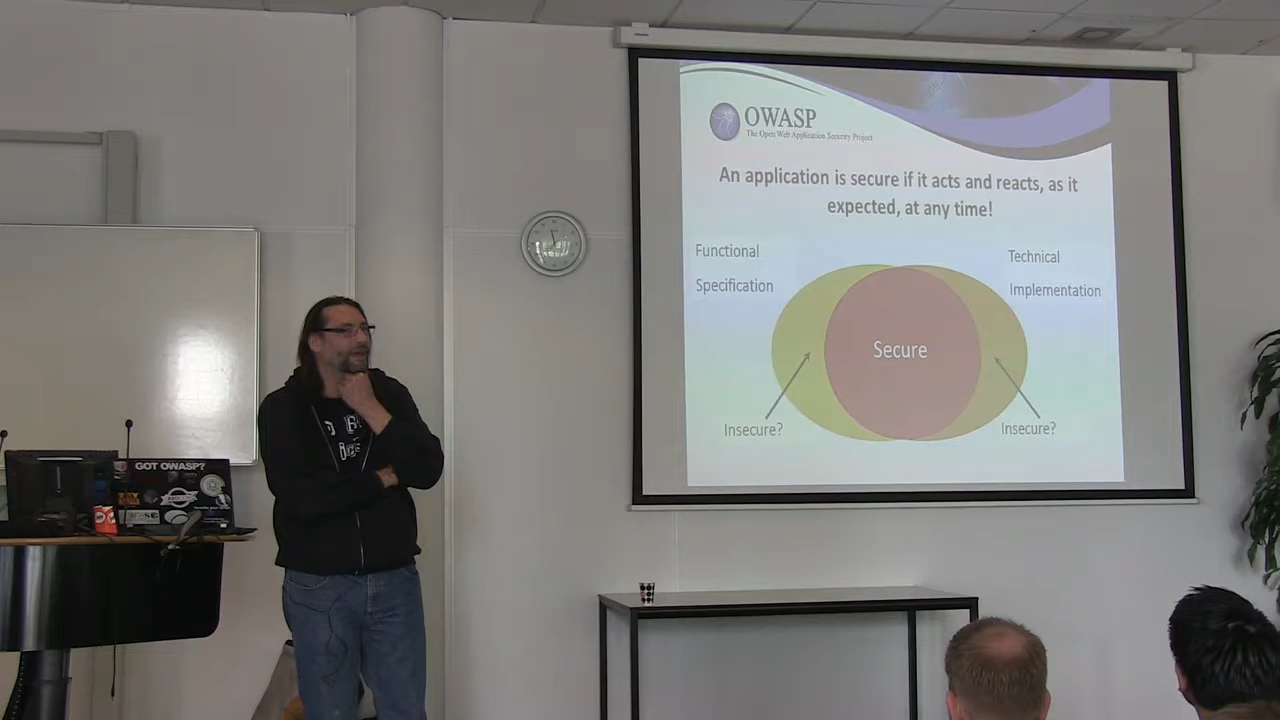 OWASP
The Open Web Application Security Project
An application is secure if it acts and reacts, as it
expected, at any time!
Functional
Specification
Technical
Implementation
Secure
Insecure?
Insecure?
GOT OWASP?